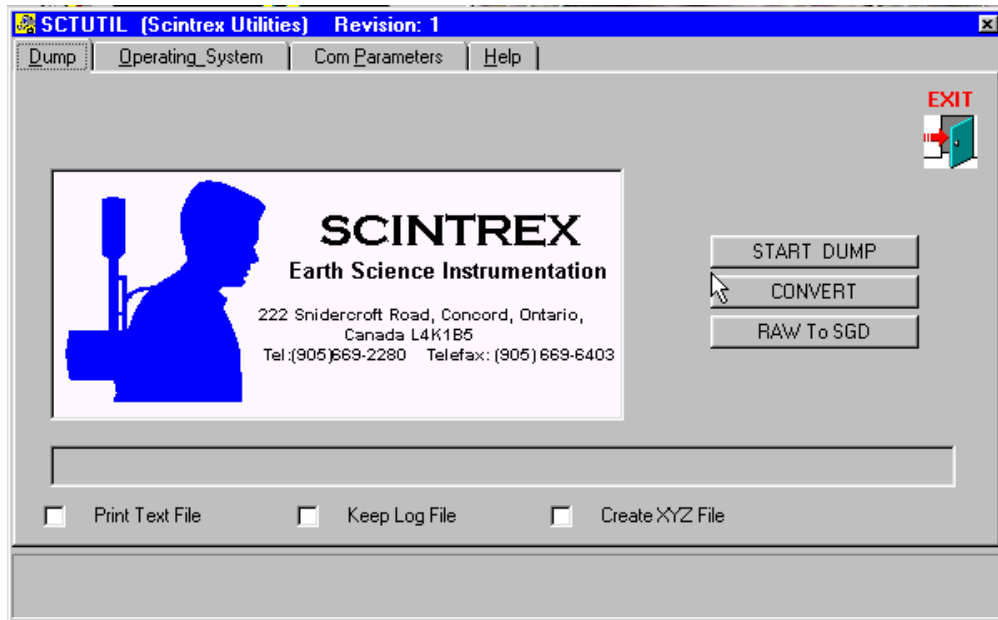 SCTUTIL (Scintrex Utilities) Revision: 1
Dump Operating_System Com Parameters Help
EXIT
SCINTREX
Earth Science Instrumentation
222 Snidercroft Road, Concord, Ontario,
Canada L4K1B5
Tel:(905)669-2280 Telefax: (905) 669-6403
START DUMP
CONVERT
RAW To SGD
Print Text File Keep Log File Create XYZ File